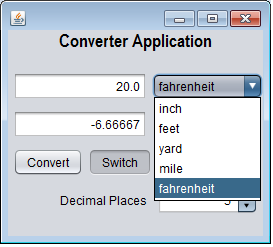 Converter Application
20.0 fahrenheit
inch
feet
-6.66667
yard
mile
Convert Switch
fahrenheit
Decimal Places